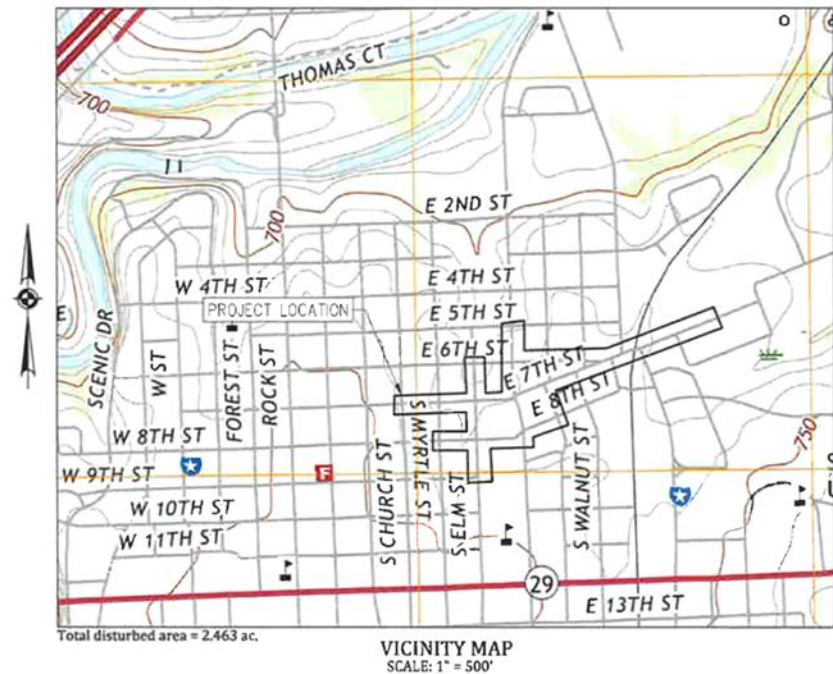 THOMAS CT
700
E 2ND ST
700
W 4TH ST
E 4TH ST
PROJECT LOCATION
E 5TH ST
E 6TH ST
E 7TH ST
E 8TH ST
SCENIC DR
W ST
FOREST ST
ROCK ST
S MYRTLE ST
S CHURCH ST
S ELM ST
S WALNUT ST
750
W 8TH ST
W 9TH ST
F
W 10TH ST
W 11TH ST
29
E 13TH ST
Total disturbed area = 2.463 ac.
VICINITY MAP
SCALE: 1" = 500'